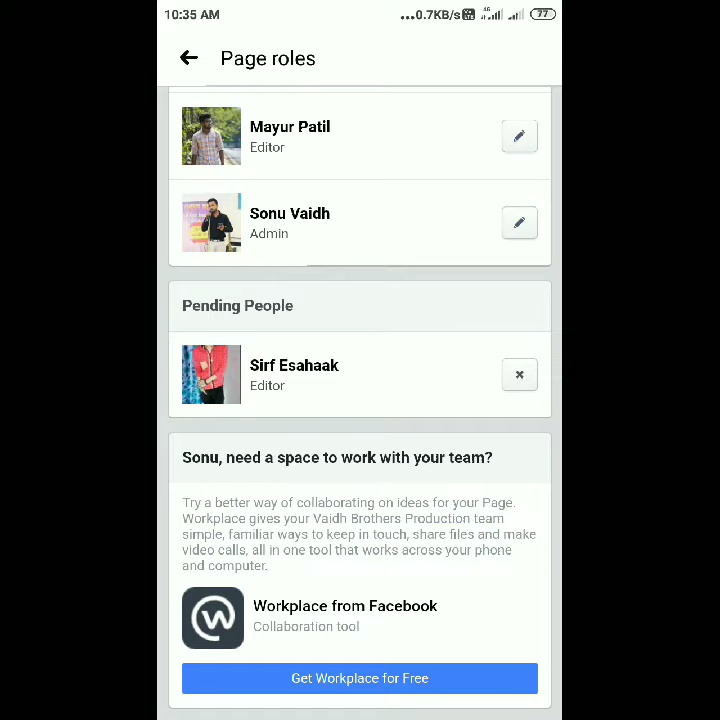 10:35 AM
...0.7KB/s 4G 77
Page roles
Mayur Patil
Editor
Sonu Vaidh
Admin
Pending People
Sirf Esahaak
Editor
Sonu, need a space to work with your team?
Try a better way of collaborating on ideas for your Page.
Workplace gives your Vaidh Brothers Production team
simple, familiar ways to keep in touch, share files and make
video calls, all in one tool that works across your phone
and computer.
Workplace from Facebook
Collaboration tool
Get Workplace for Free